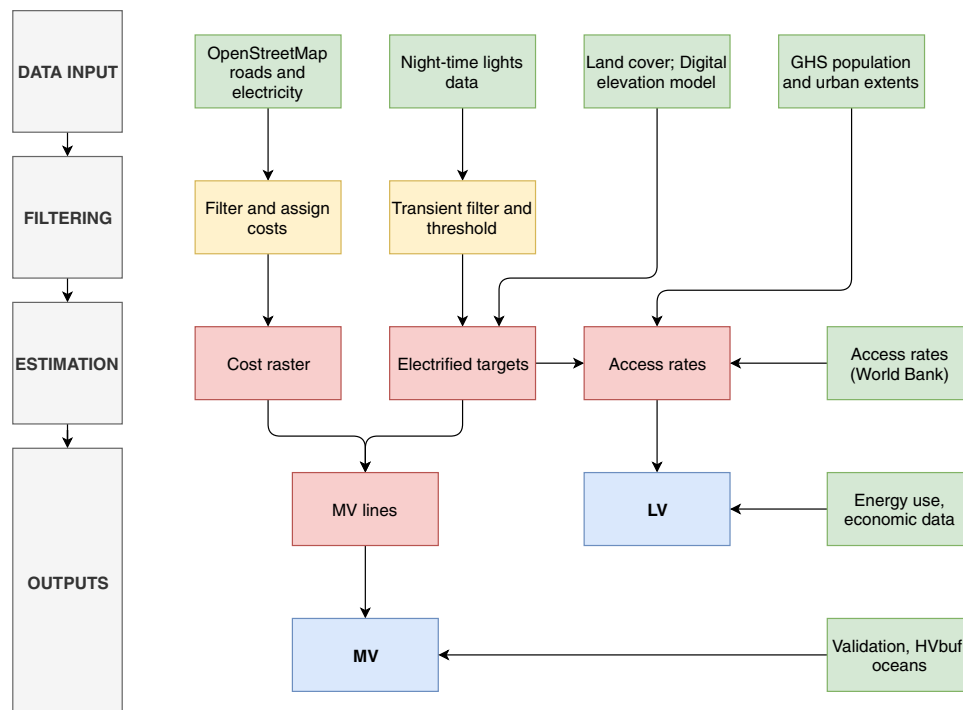 DATA INPUT
FILTERING
ESTIMATION
OUTPUTS
OpenStreetMap
roads and
electricity
Night-time lights
data
Land cover; Digital
elevation model
GHS population
and urban extents
Filter and assign
costs
Transient filter and
threshold
Cost raster
Electrified targets
Access rates
Access rates
(World Bank)
MV lines
LV
Energy use,
economic data
MV
Validation, HVbuf
oceans